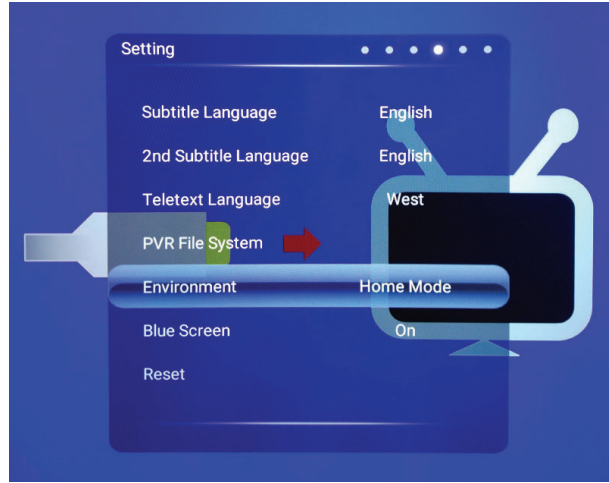 Setting
Subtitle Language English
2nd Subtitle Language English
Teletext Language West
PVR File System
Environment Home Mode
Blue Screen On
Reset